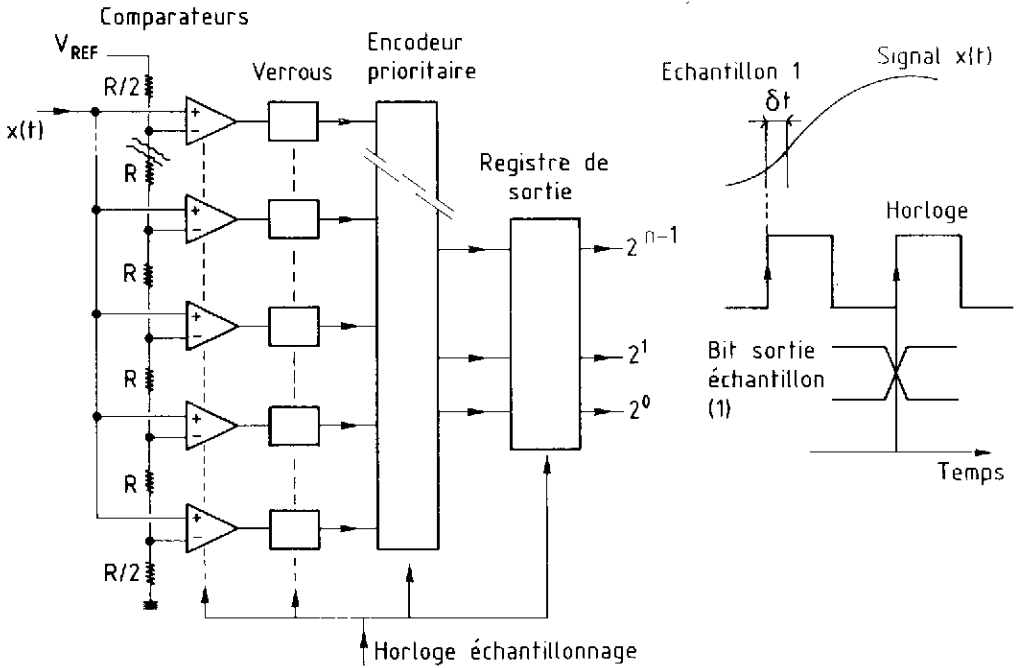 Comparateurs
V_REF
R/2
x(t)
R
R
R
R
R/2
+
−
+
−
+
−
+
−
+
−
Verrous
Encodeur
prioritaire
Registre de
sortie
2^n-1
2^1
2^0
Horloge échantillonnage
Echantillon 1
δt
Signal x(t)
Horloge
Bit sortie
échantillon
(1)
Temps